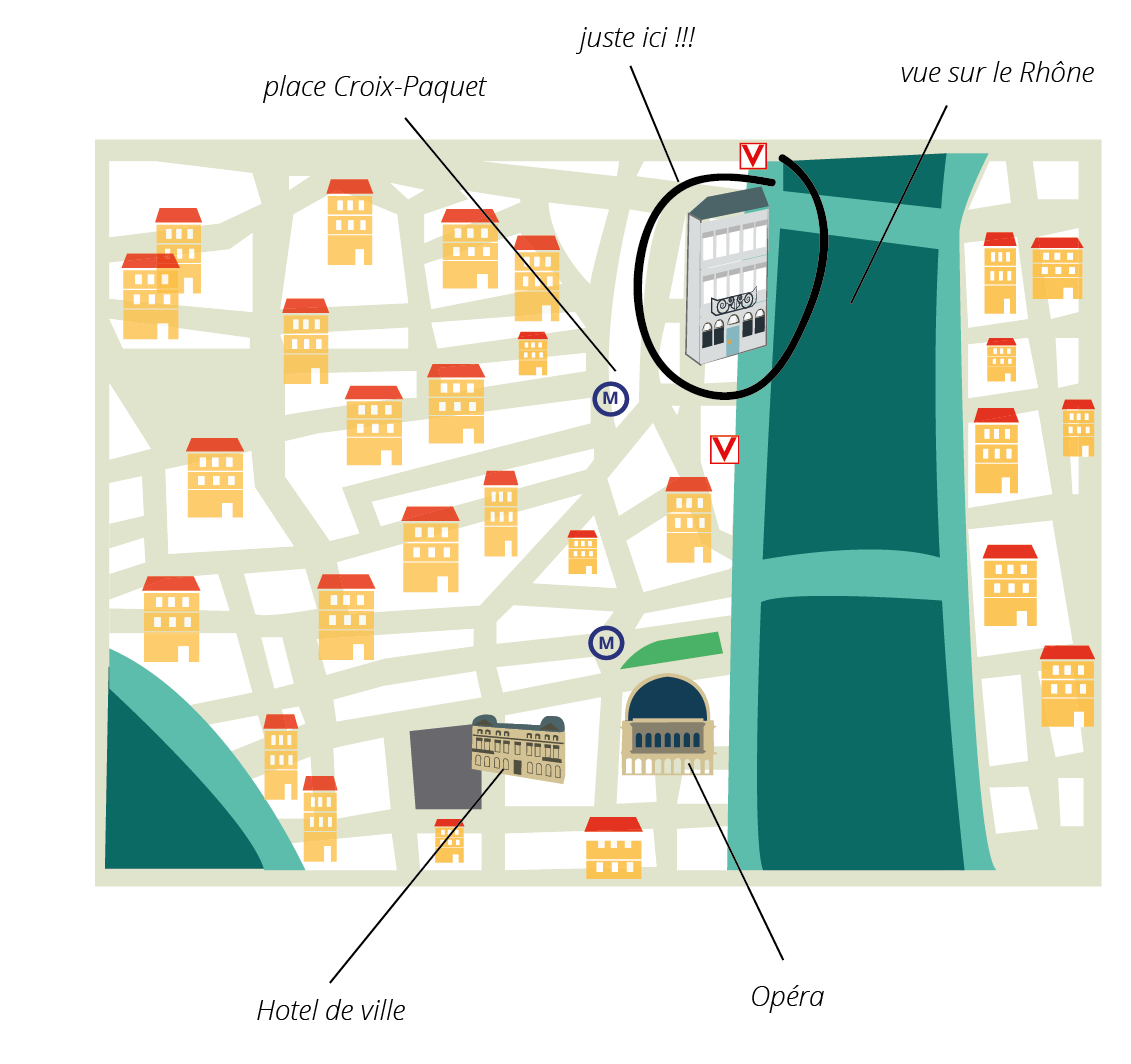 juste ici !!!
vue sur le Rhône
place Croix-Paquet
V
M
V
M
Opéra
Hotel de ville